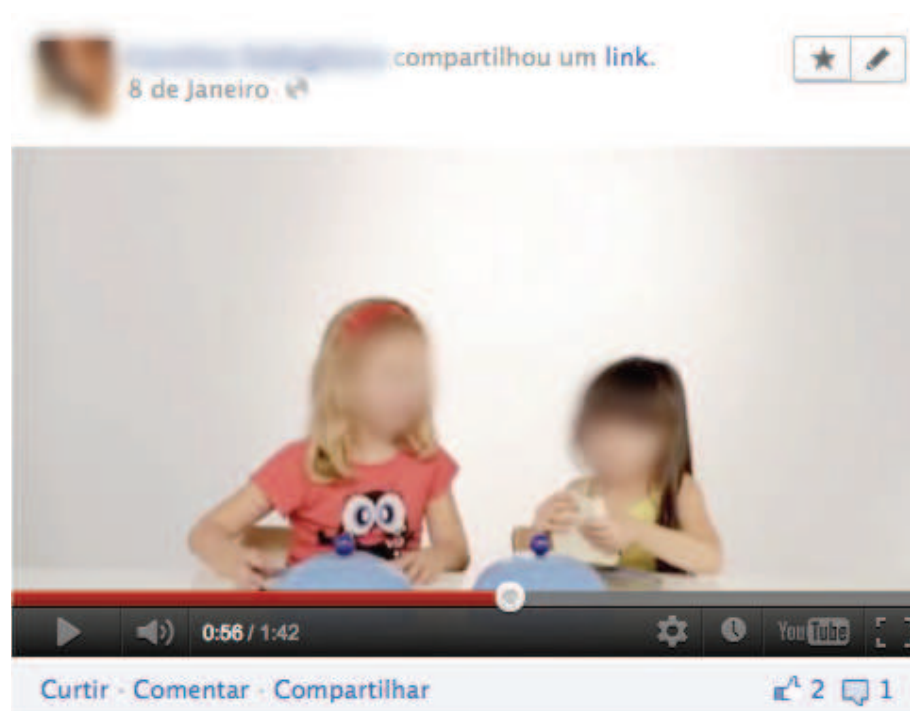 compartilhou um link.
8 de Janeiro
0:56 / 1:42
YouTube
Curtir · Comentar · Compartilhar
2 1